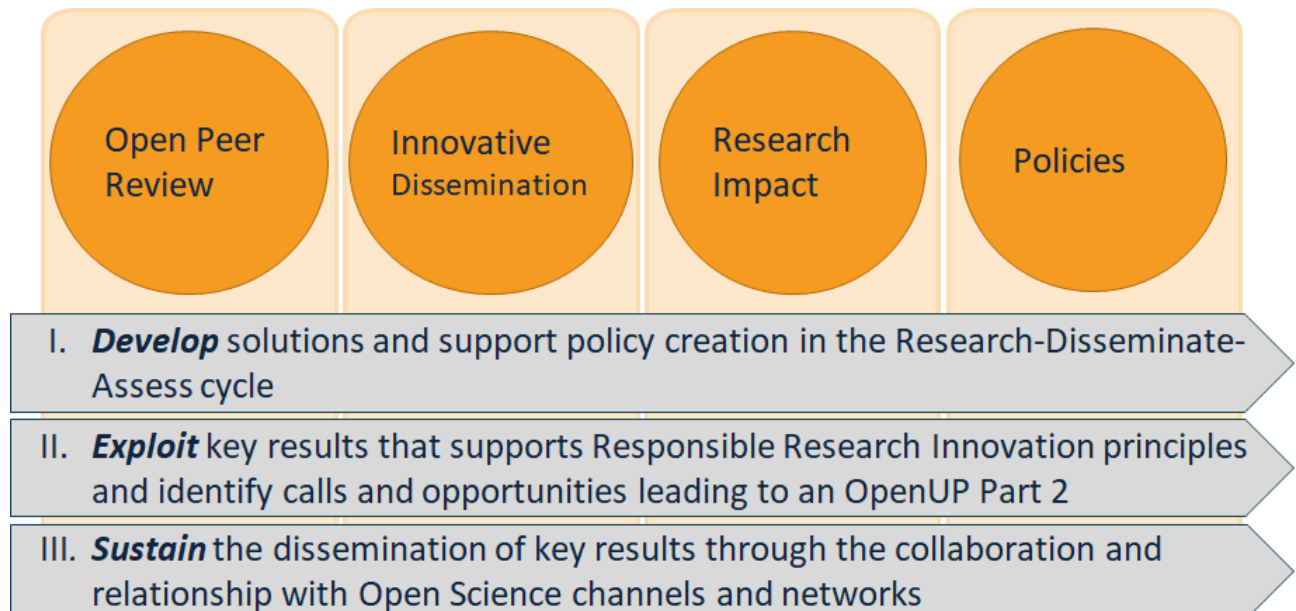 Open Peer
Review
Innovative
Dissemination
Research
Impact
Policies
I. Develop solutions and support policy creation in the Research-Disseminate-
Assess cycle
II. Exploit key results that supports Responsible Research Innovation principles
and identify calls and opportunities leading to an OpenUP Part 2
III. Sustain the dissemination of key results through the collaboration and
relationship with Open Science channels and networks